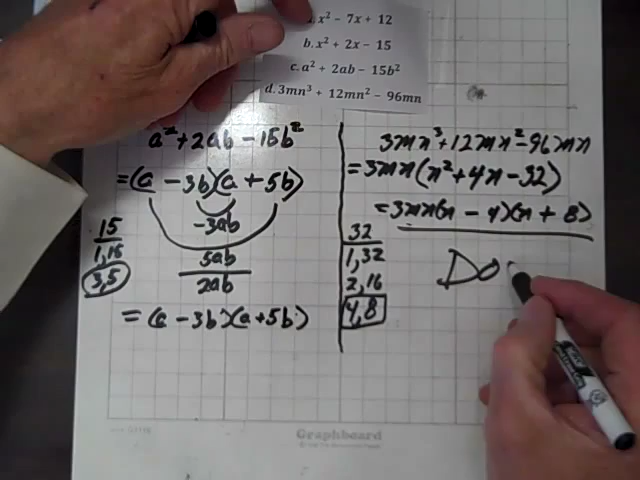 x² − 7x + 12
b. x² + 2x − 15
c. a² + 2ab − 15b²
d. 3mn³ + 12mn² − 96mn
a² + 2ab − 15b²
= (a − 3b)(a + 5b)
−3ab
5ab
2ab
15
1, 15
3, 5
= (a − 3b)(a + 5b)
3mn³ + 12mn² − 96mn
= 3mn(n² + 4n − 32)
= 3mn(n − 4)(n + 8)
32
1, 32
2, 16
4, 8
Do
Graphboard